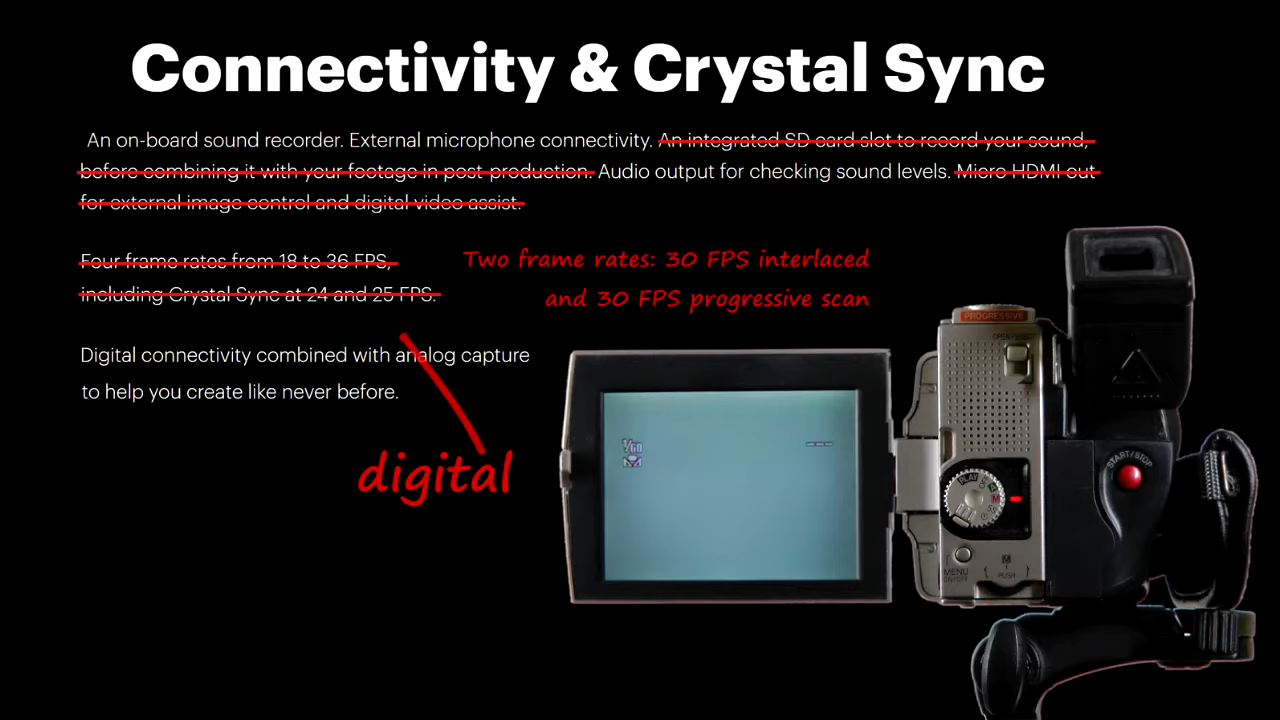 Connectivity & Crystal Sync
An on-board sound recorder. External microphone connectivity. An integrated SD card slot to record your sound,
before combining it with your footage in post-production. Audio output for checking sound levels. Micro HDMI out
for external image control and digital video assist.
Four frame rates from 18 to 36 FPS,
including Crystal Sync at 24 and 25 FPS.
Two frame rates: 30 FPS interlaced
and 30 FPS progressive scan
Digital connectivity combined with analog capture
to help you create like never before.
digital
PROGRESSIVE
1/60
START/STOP
PLAY
M
MENU
ON/OFF
PUSH